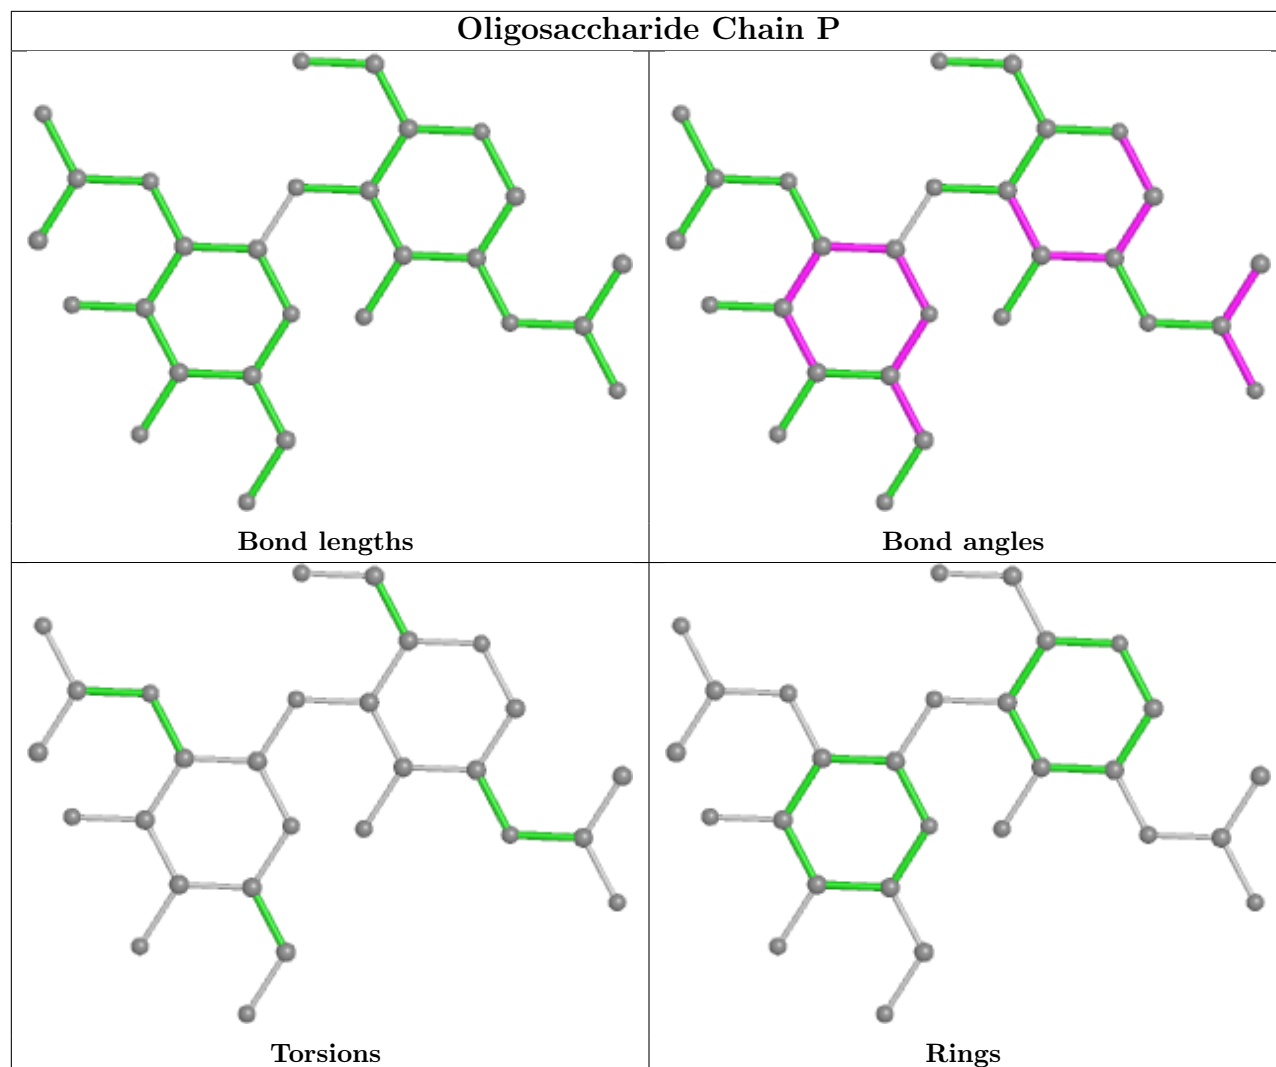 Oligosaccharide Chain P
Bond lengths
Bond angles
Torsions
Rings